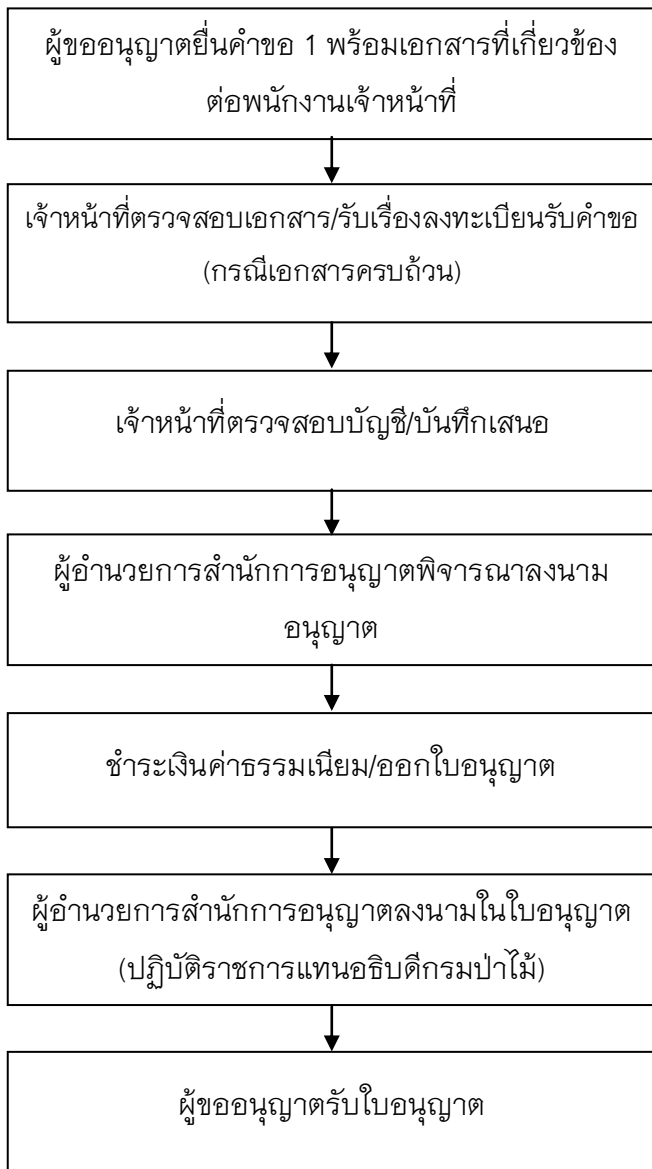 ผู้ขออนุญาตยื่นคำขอ 1 พร้อมเอกสารที่เกี่ยวข้อง
ต่อพนักงานเจ้าหน้าที่
เจ้าหน้าที่ตรวจสอบเอกสาร/รับเรื่องลงทะเบียนรับคำขอ
(กรณีเอกสารครบถ้วน)
เจ้าหน้าที่ตรวจสอบบัญชี/บันทึกเสนอ
ผู้อำนวยการสำนักการอนุญาตพิจารณาลงนาม
อนุญาต
ชำระเงินค่าธรรมเนียม/ออกใบอนุญาต
ผู้อำนวยการสำนักการอนุญาตลงนามในใบอนุญาต
(ปฏิบัติราชการแทนอธิบดีกรมป่าไม้)
ผู้ขออนุญาตรับใบอนุญาต